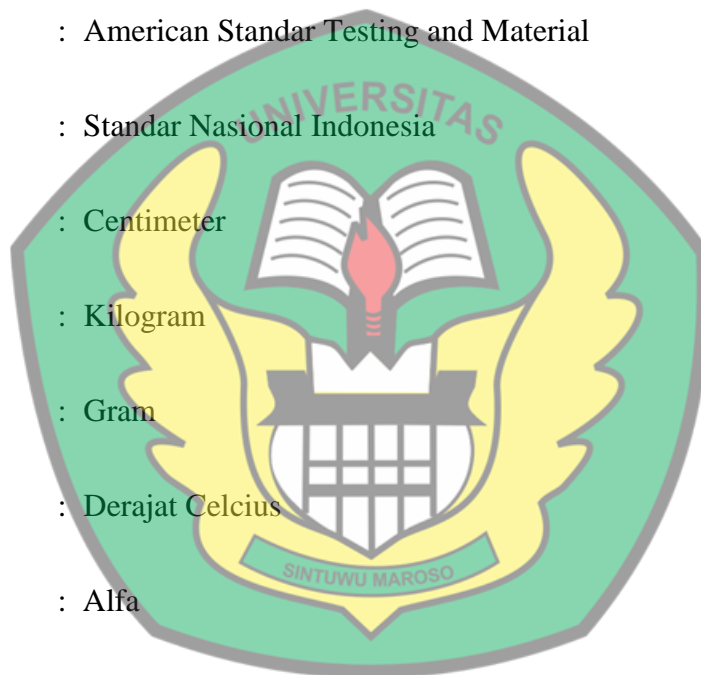 : American Standar Testing and Material
UNIVERSITAS
: Standar Nasional Indonesia
: Centimeter
: Kilogram
: Gram
: Derajat Celcius
SINTUWU MAROSO
: Alfa